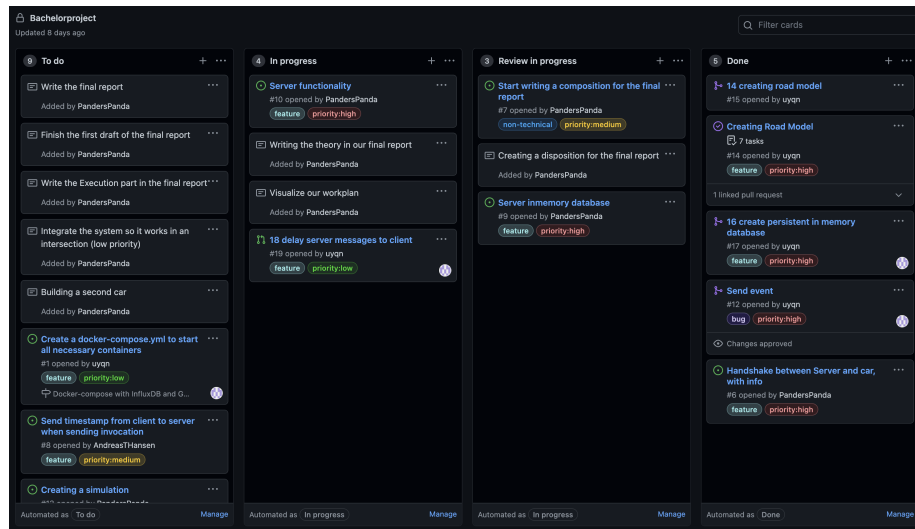 Bachelorproject
Updated 8 days ago
Filter cards
9 To do
Write the final report
Added by PandersPanda
Finish the first draft of the final report
Added by PandersPanda
Write the Execution part in the final report
Added by PandersPanda
Integrate the system so it works in an
intersection (low priority)
Added by PandersPanda
Building a second car
Added by PandersPanda
Create a docker-compose.yml to start
all necessary containers
#1 opened by uyqn
feature priority:low
Docker-compose with InfluxDB and G...
Send timestamp from client to server
when sending invocation
#8 opened by AndreasTHansen
feature priority:medium
Creating a simulation
Automated as To do Manage
4 In progress
Server functionality
#10 opened by PandersPanda
feature priority:high
Writing the theory in our final report
Added by PandersPanda
Visualize our workplan
Added by PandersPanda
18 delay server messages to client
#19 opened by uyqn
feature priority:low
Automated as In progress Manage
3 Review in progress
Start writing a composition for the final
report
#7 opened by PandersPanda
non-technical priority:medium
Creating a disposition for the final report
Added by PandersPanda
Server inmemory database
#9 opened by PandersPanda
feature priority:high
Automated as In progress Manage
5 Done
14 creating road model
#15 opened by uyqn
Creating Road Model
7 tasks
#14 opened by uyqn
feature priority:high
1 linked pull request
16 create persistent in memory
database
#17 opened by uyqn
feature priority:high
Send event
#12 opened by uyqn
bug priority:high
Changes approved
Handshake between Server and car,
with info
#6 opened by PandersPanda
feature priority:high
Automated as Done Manage